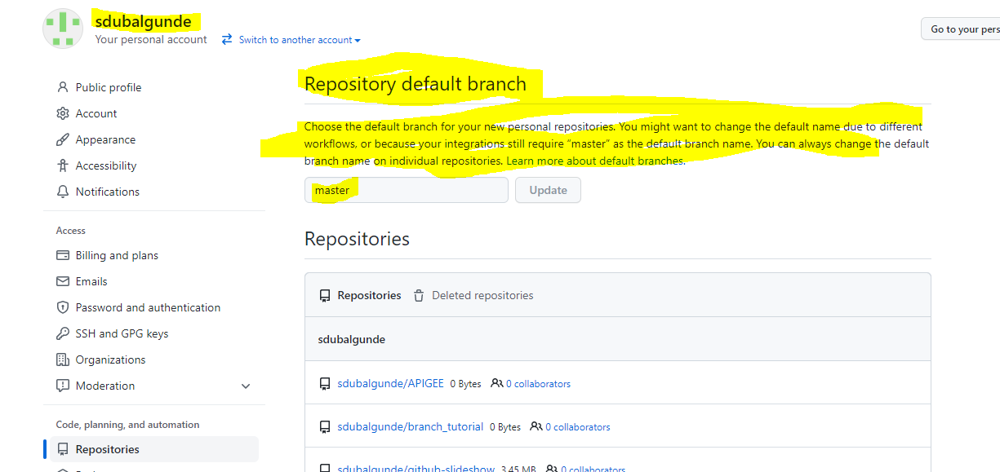 sdubalgunde
Your personal account
Switch to another account
Go to your pers
Public profile
Account
Appearance
Accessibility
Notifications
Access
Billing and plans
Emails
Password and authentication
SSH and GPG keys
Organizations
Moderation
Code, planning, and automation
Repositories
Repository default branch
Choose the default branch for your new personal repositories. You might want to change the default name due to different
workflows, or because your integrations still require “master” as the default branch name. You can always change the default
branch name on individual repositories. Learn more about default branches.
master
Update
Repositories
Repositories
Deleted repositories
sdubalgunde
sdubalgunde/APIGEE 0 Bytes 0 collaborators
sdubalgunde/branch_tutorial 0 Bytes 0 collaborators
sdubalgunde/github-slideshow 3.45 MB 0 collaborators